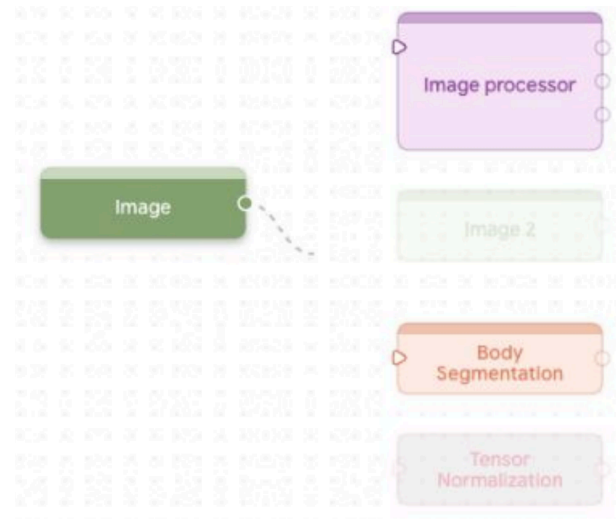 Image processor
Image
Image 2
Body
Segmentation
Tensor
Normalization